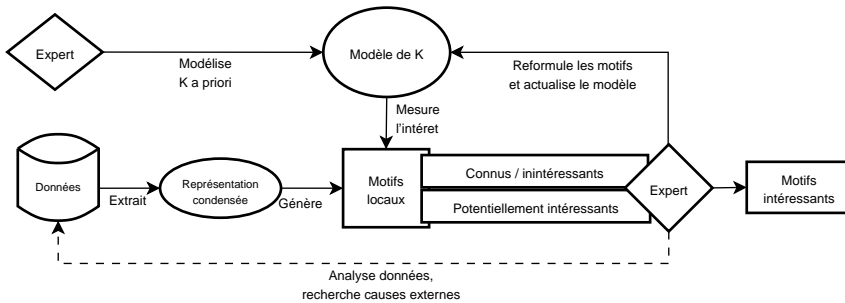 Expert
Modélise
K a priori
Modèle de K
Reformule les motifs
et actualise le modèle
Mesure
l'intéret
Données
Extrait
Représentation
condensée
Génère
Motifs
locaux
Connus / inintéressants
Potentiellement intéressants
Expert
Motifs
intéressants
Analyse données,
recherche causes externes